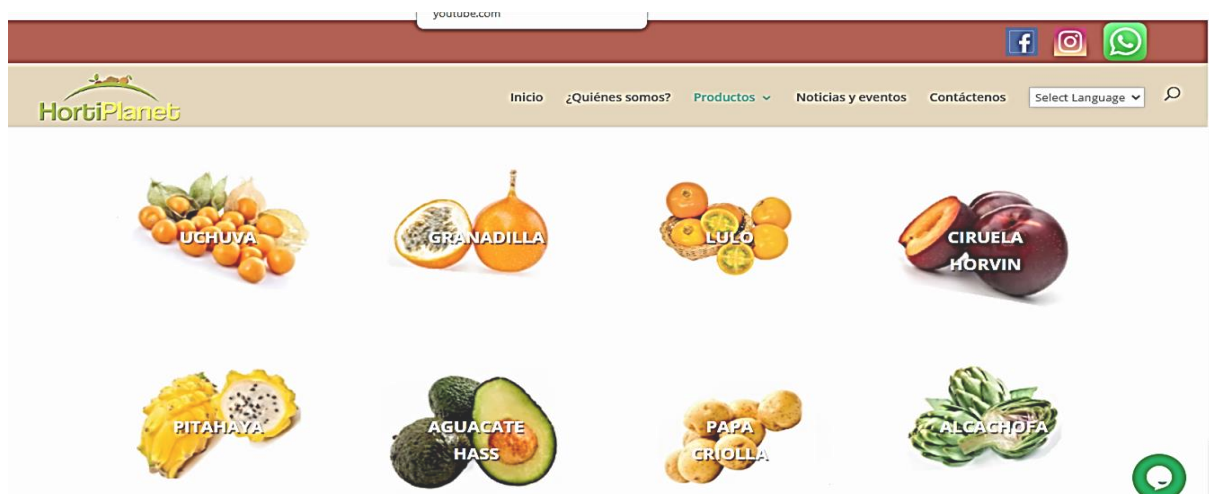 youtube.com
HortiPlanet
Inicio ¿Quiénes somos? Productos Noticias y eventos Contáctenos Select Language
UCHUVA
GRANADILLA
LULO
CIRUELA
HORVIN
PITAHAYA
AGUACATE
HASS
PAPA
CRIOLLA
ALCACHOFA